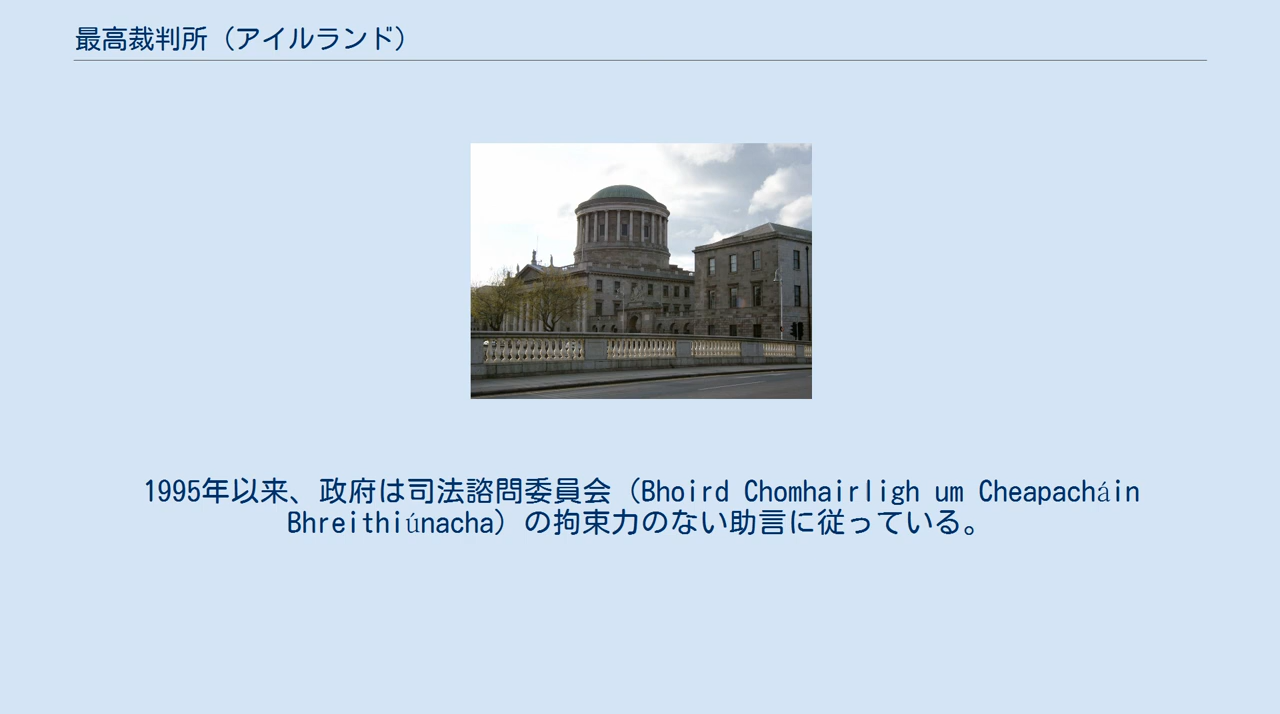 最高裁判所（アイルランド）
1995年以来、政府は司法諮問委員会（Bhoird Chomhairligh um Cheapacháin
Bhreithiúnacha）の拘束力のない助言に従っている。